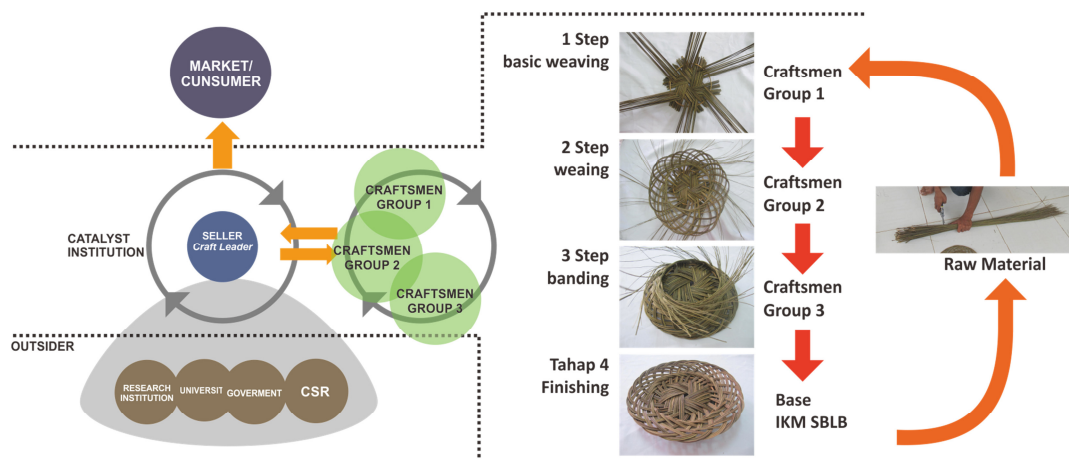 MARKET/
CUNSUMER
CATALYST
INSTITUTION
SELLER
Craft Leader
CRAFTSMEN
GROUP 1
CRAFTSMEN
GROUP 2
CRAFTSMEN
GROUP 3
OUTSIDER
RESEARCH
INSTITUTION
UNIVERSIT
GOVERMENT
CSR
1 Step
basic weaving
Craftsmen
Group 1
2 Step
weaing
Craftsmen
Group 2
3 Step
banding
Craftsmen
Group 3
Tahap 4
Finishing
Base
IKM SBLB
Raw Material